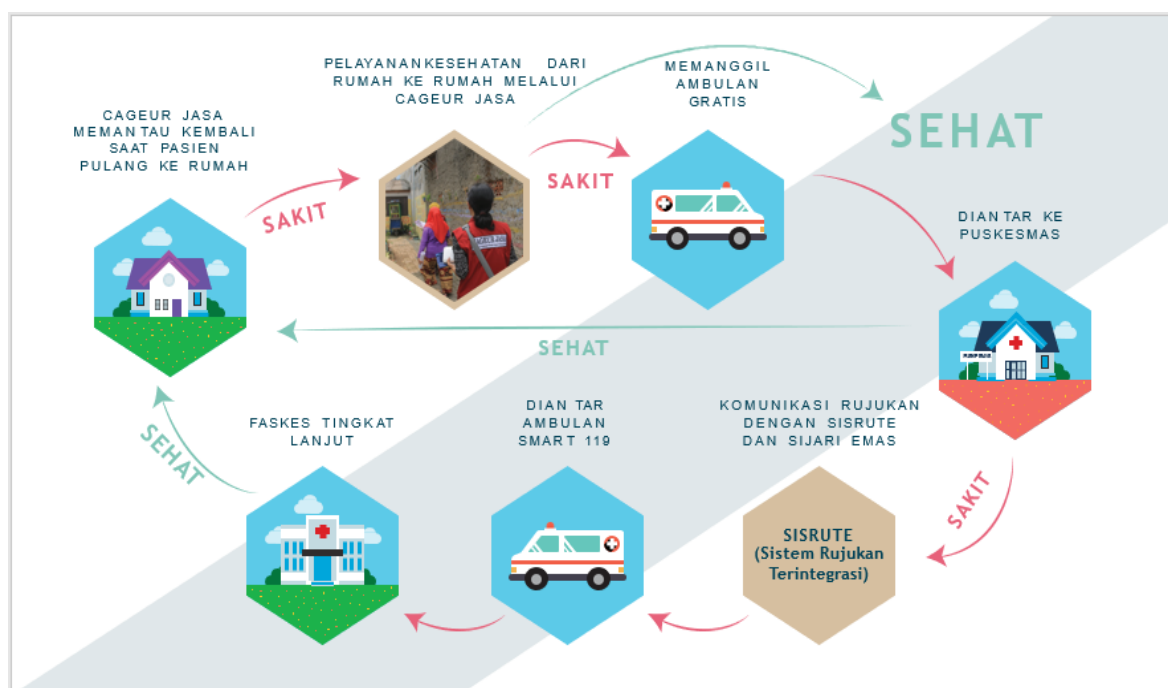 PELAYANANKESEHATAN DARI
RUMAH KE RUMAH MELALUI
CAGEUR JASA
MEMANGGIL
AMBULAN
GRATIS
SEHAT
CAGEUR JASA
MEMANTAU KEMBALI
SAAT PASIEN
PULANG KE RUMAH
SAKIT
SAKIT
DIANTAR KE
PUSKESMAS
SEHAT
FASKES TINGKAT
LANJUT
DIAN TAR
AMBULAN
SMART 119
KOMUNIKASI RUJUKAN
DENGAN SISRUTE
DAN SIJARI EMAS
SEHAT
SAKIT
SISRUTE
(Sistem Rujukan
Terintegrasi)